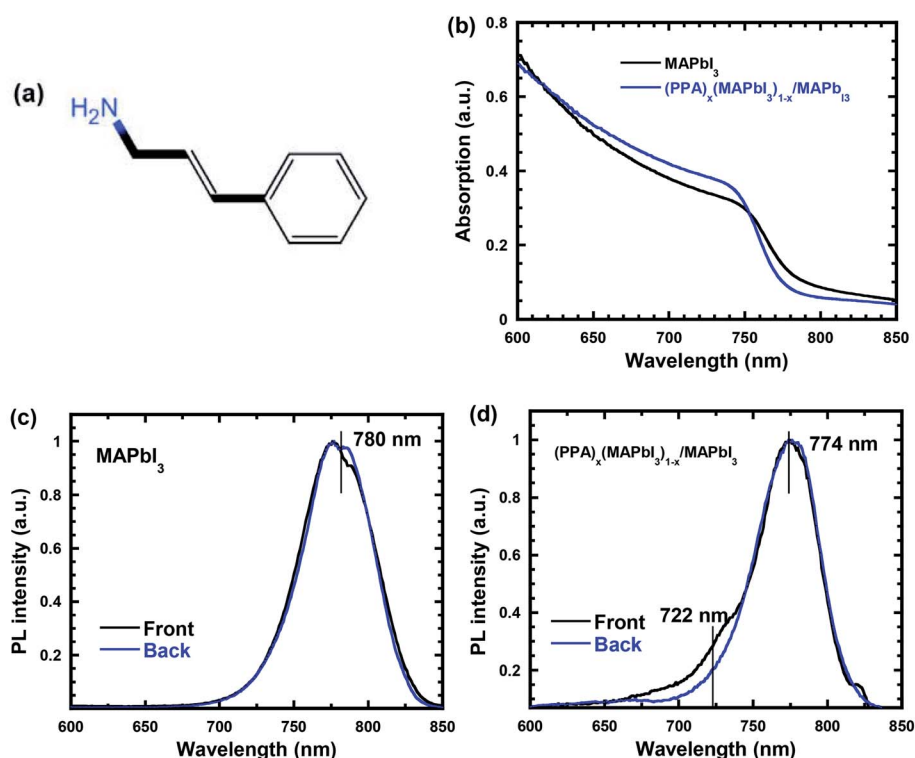 (a)
H₂N
(b)
Absorption (a.u.)
0.8
0.6
0.4
0.2
0
MAPbI₃
(PPA)ₓ(MAPbI₃)₁₋ₓ/MAPb_I3
600 650 700 750 800 850
Wavelength (nm)
(c)
PL intensity (a.u.)
1
0.8
0.6
0.4
0.2
MAPbI₃
780 nm
Front
Back
600 650 700 750 800 850
Wavelength (nm)
(d)
PL intensity (a.u.)
1
0.8
0.6
0.4
0.2
(PPA)ₓ(MAPbI₃)₁₋ₓ/MAPbI₃
774 nm
722 nm
Front
Back
600 650 700 750 800 850
Wavelength (nm)